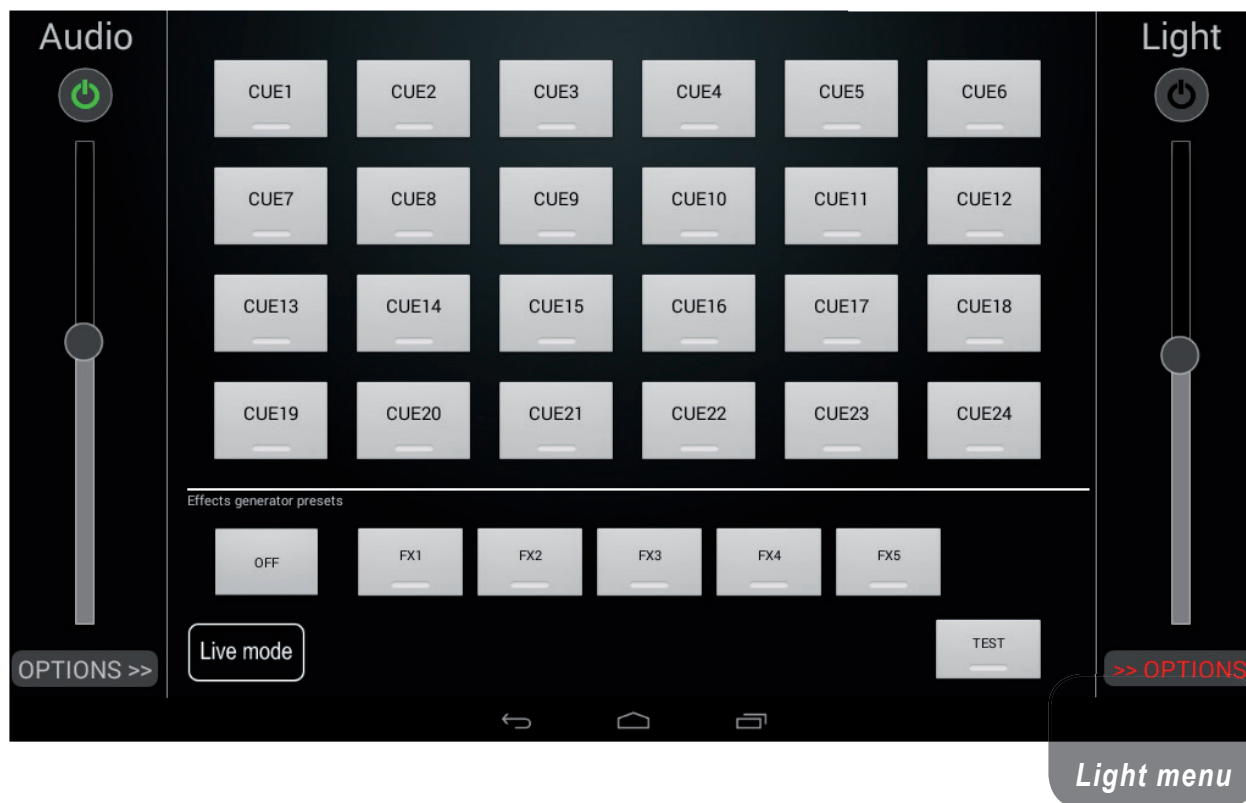 Audio
Light
CUE1 CUE2 CUE3 CUE4 CUE5 CUE6
CUE7 CUE8 CUE9 CUE10 CUE11 CUE12
CUE13 CUE14 CUE15 CUE16 CUE17 CUE18
CUE19 CUE20 CUE21 CUE22 CUE23 CUE24
Effects generator presets
OFF FX1 FX2 FX3 FX4 FX5
Live mode
TEST
OPTIONS >>
>> OPTIONS
Light menu